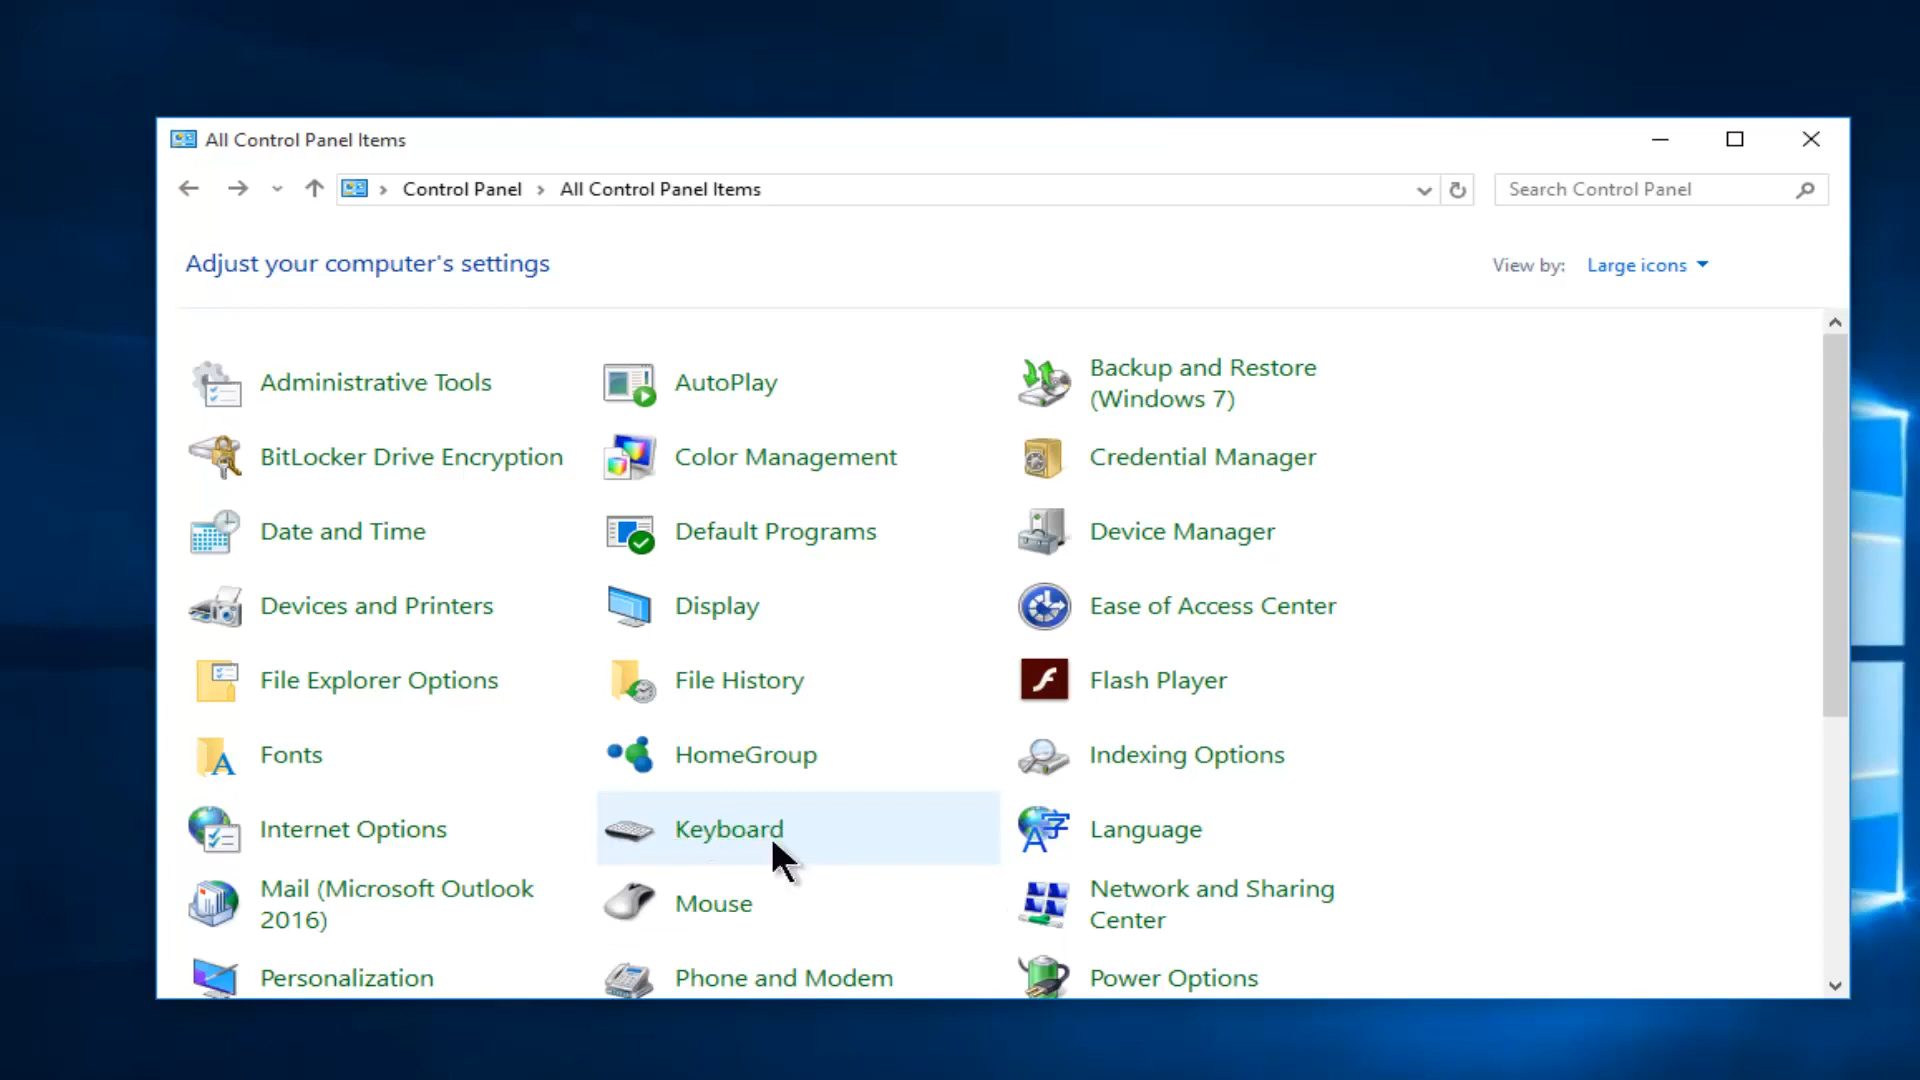 All Control Panel Items
Control Panel > All Control Panel Items
Search Control Panel
Adjust your computer's settings
View by: Large icons
Administrative Tools
AutoPlay
Backup and Restore
(Windows 7)
BitLocker Drive Encryption
Color Management
Credential Manager
Date and Time
Default Programs
Device Manager
Devices and Printers
Display
Ease of Access Center
File Explorer Options
File History
Flash Player
Fonts
HomeGroup
Indexing Options
Internet Options
Keyboard
Language
Mail (Microsoft Outlook
2016)
Mouse
Network and Sharing
Center
Personalization
Phone and Modem
Power Options